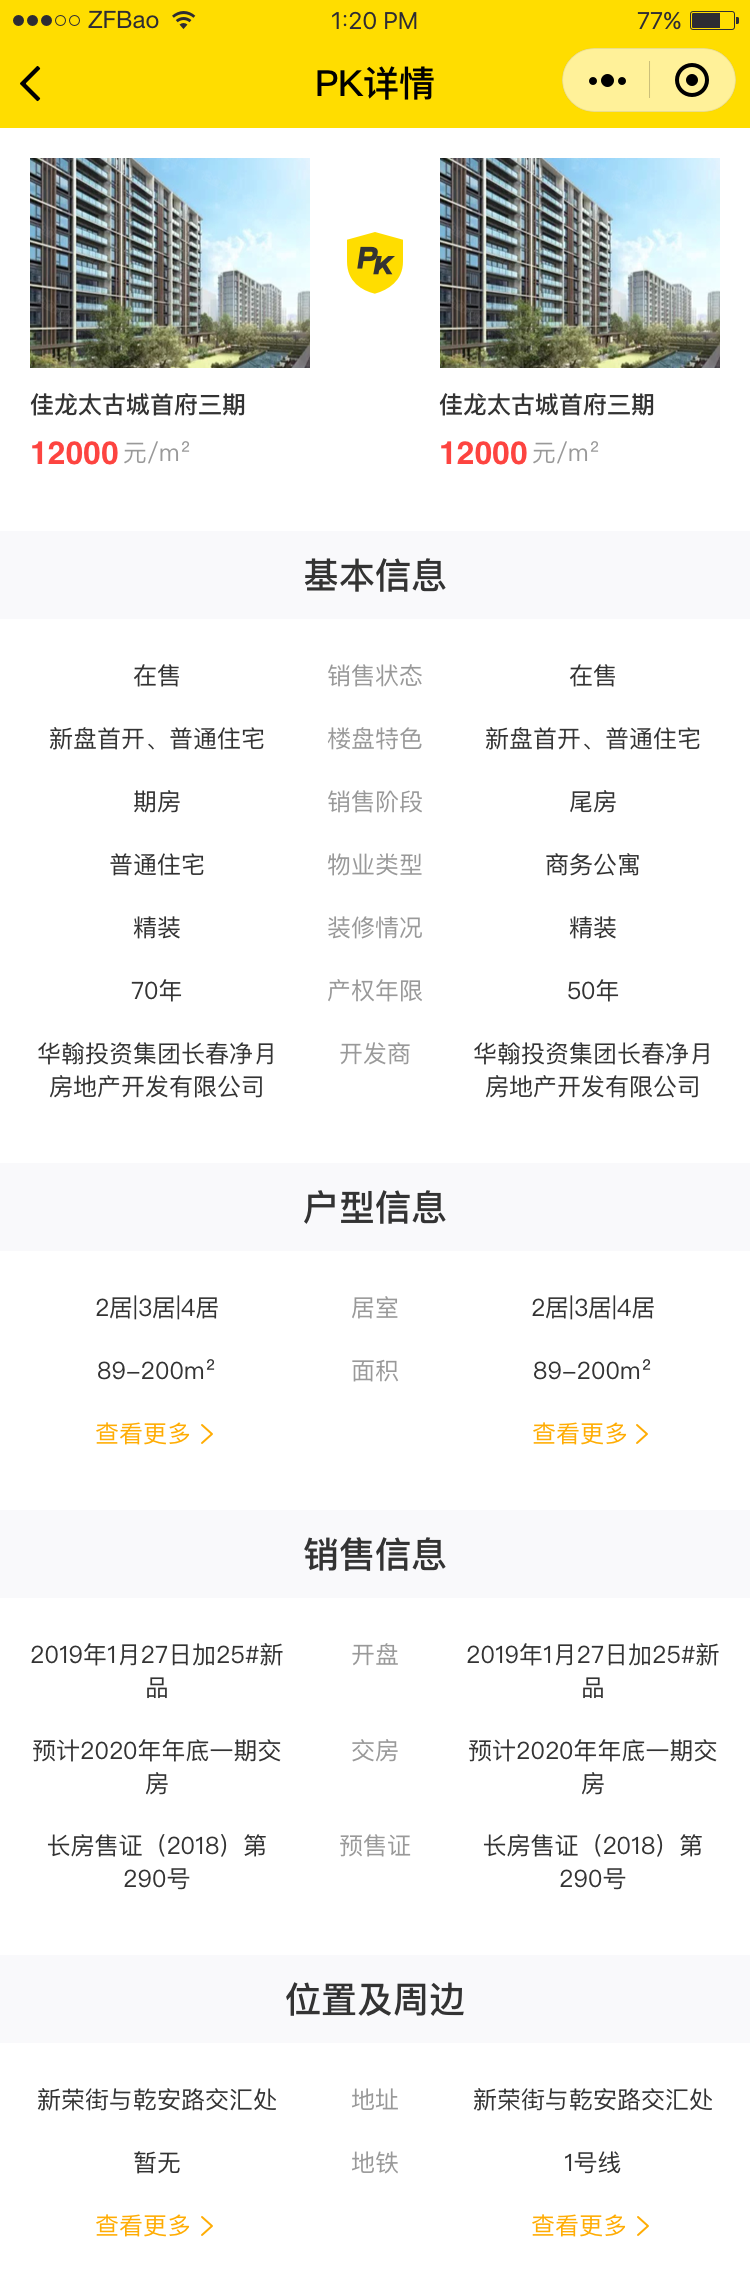 ZFBao 1:20 PM 77%
PK详情
PK
佳龙太古城首府三期 佳龙太古城首府三期
12000元/m² 12000元/m²
基本信息
在售 销售状态 在售
新盘首开、普通住宅 楼盘特色 新盘首开、普通住宅
期房 销售阶段 尾房
普通住宅 物业类型 商务公寓
精装 装修情况 精装
70年 产权年限 50年
华翰投资集团长春净月 开发商 华翰投资集团长春净月
房地产开发有限公司 房地产开发有限公司
户型信息
2居|3居|4居 居室 2居|3居|4居
89-200m² 面积 89-200m²
查看更多 查看更多
销售信息
2019年1月27日加25#新 开盘 2019年1月27日加25#新
品 品
预计2020年年底一期交 交房 预计2020年年底一期交
房 房
长房售证（2018）第 预售证 长房售证（2018）第
290号 290号
位置及周边
新荣街与乾安路交汇处 地址 新荣街与乾安路交汇处
暂无 地铁 1号线
查看更多 查看更多